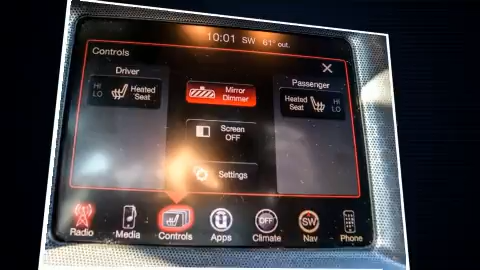 10:01 SW 61° out.
Controls
Driver
HI
LO
Heated
Seat
Mirror
Dimmer
Passenger
Heated
Seat
HI
LO
Screen
OFF
Settings
Radio
Media
Controls
Apps
OFF
Climate
SW
Nav
Phone